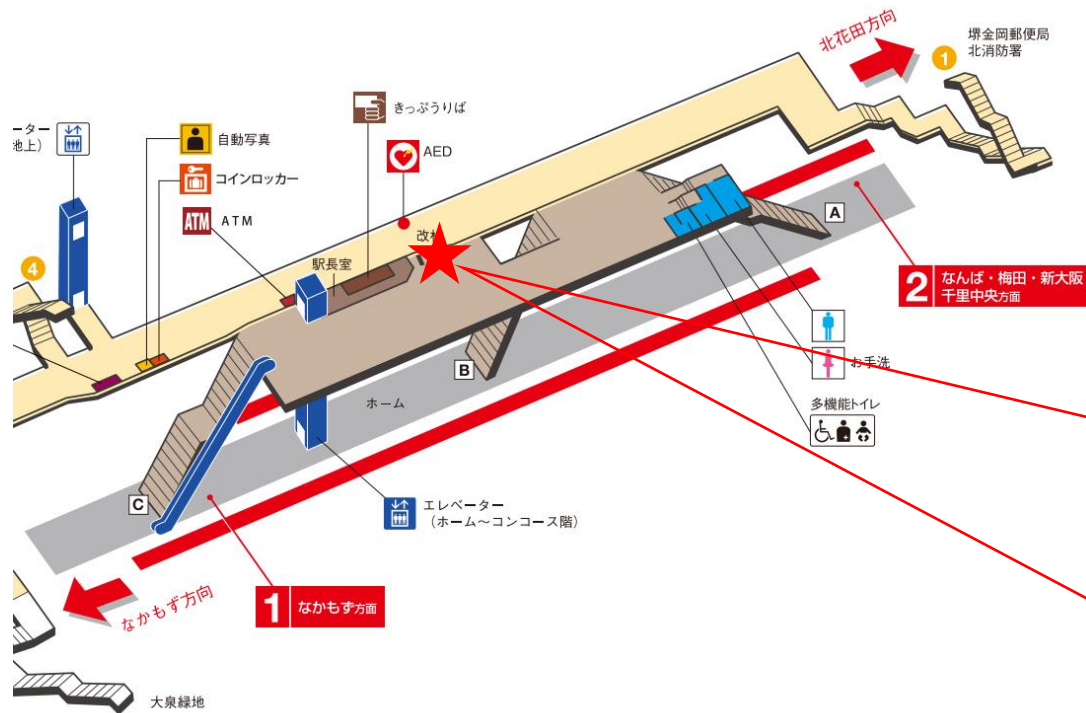 北花田方向
堺金岡郵便局
北消防署
1
きっぷうりば
ーター
地上）
自動写真
AED
コインロッカー
ATM
ATM
改札
駅長室
4
A
2
なんば・梅田・新大阪
千里中央方面
B
お手洗
ホーム
多機能トイレ
C
エレベーター
（ホーム～コンコース階）
なかもず方向
1
なかもず方面
大泉緑地